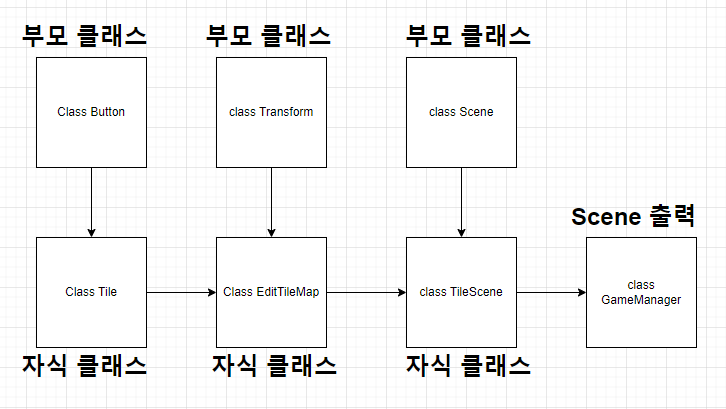 부모 클래스 부모 클래스 부모 클래스
Class Button class Transform class Scene
Scene 출력
Class Tile Class EditTileMap class TileScene class
GameManager
자식 클래스 자식 클래스 자식 클래스